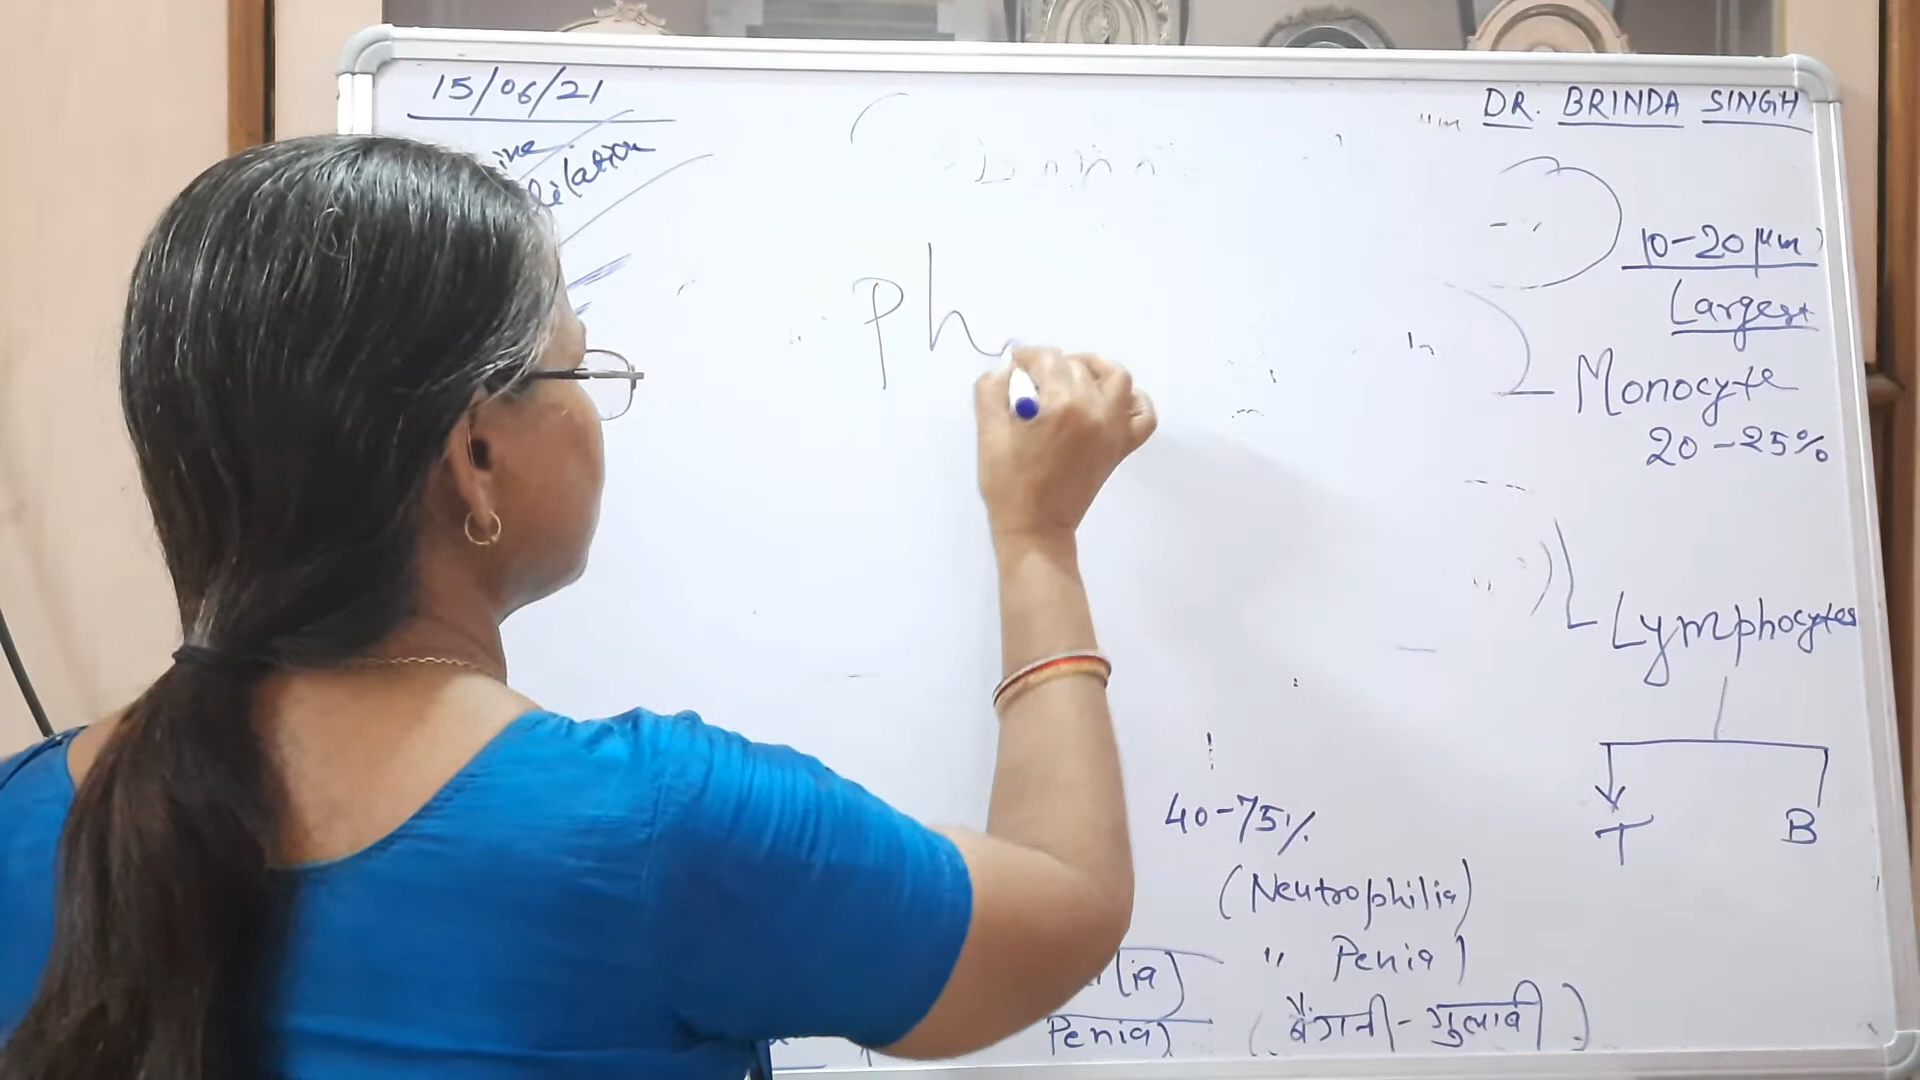 15/06/21
DR. BRINDA SINGH
Ph
10-20 μm)
Largest
Monocyte
20-25%
Lymphocytes
T B
40-75%
(Neutrophilia)
" Penia)
Penia) (बैंगनी-गुलाबी)